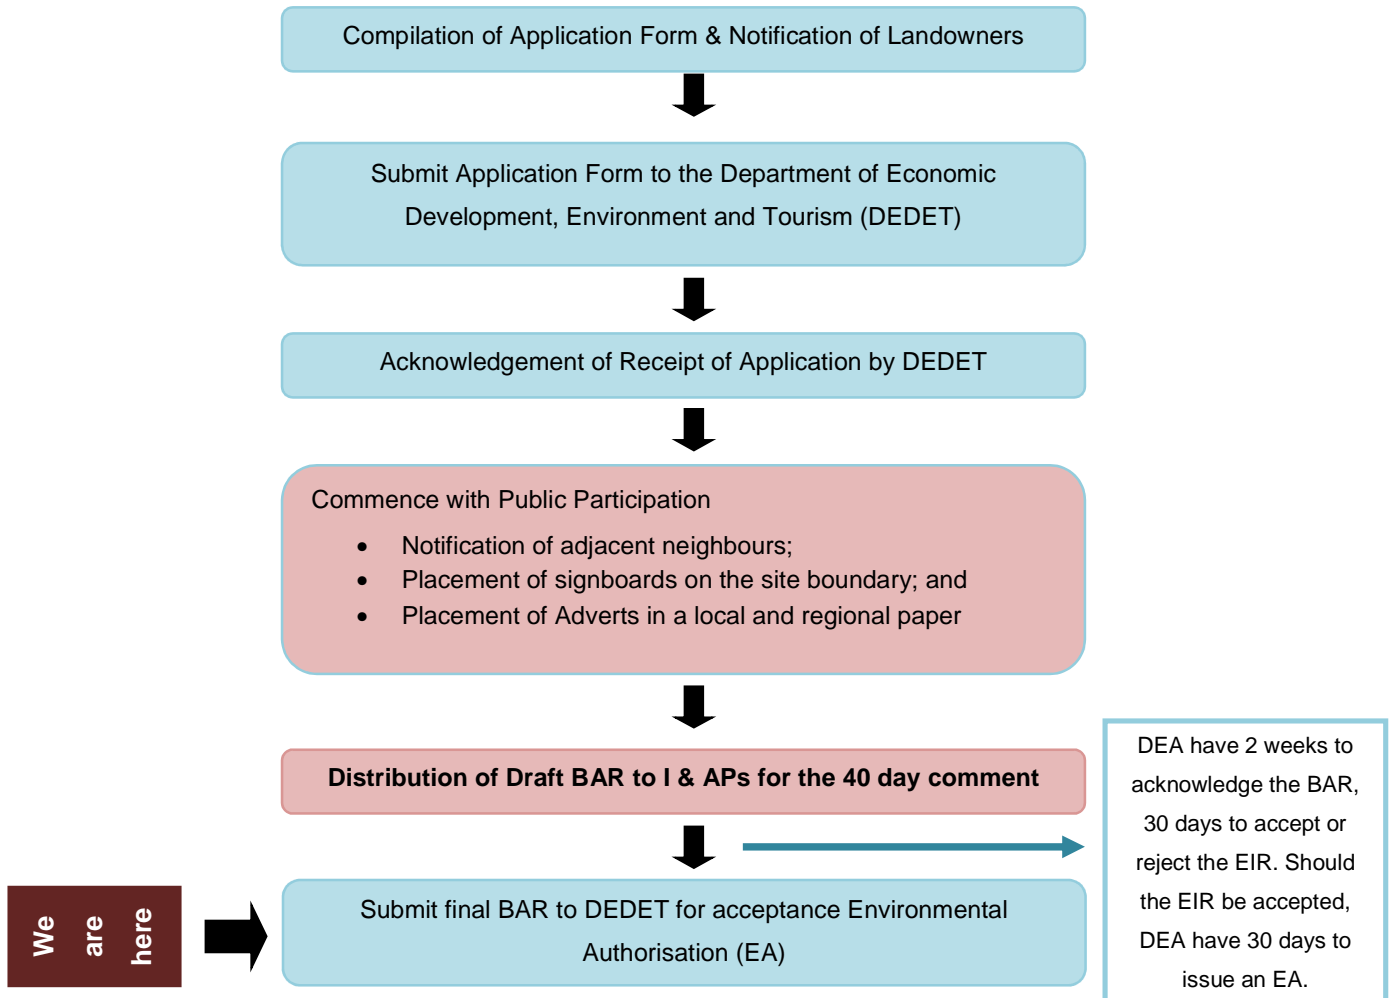 Compilation of Application Form & Notification of Landowners
Submit Application Form to the Department of Economic
Development, Environment and Tourism (DEDET)
Acknowledgement of Receipt of Application by DEDET
Commence with Public Participation
• Notification of adjacent neighbours;
• Placement of signboards on the site boundary; and
• Placement of Adverts in a local and regional paper
Distribution of Draft BAR to I & APs for the 40 day comment
DEA have 2 weeks to
acknowledge the BAR,
30 days to accept or
reject the EIR. Should
the EIR be accepted,
DEA have 30 days to
issue an EA.
We
are
here
Submit final BAR to DEDET for acceptance Environmental
Authorisation (EA)